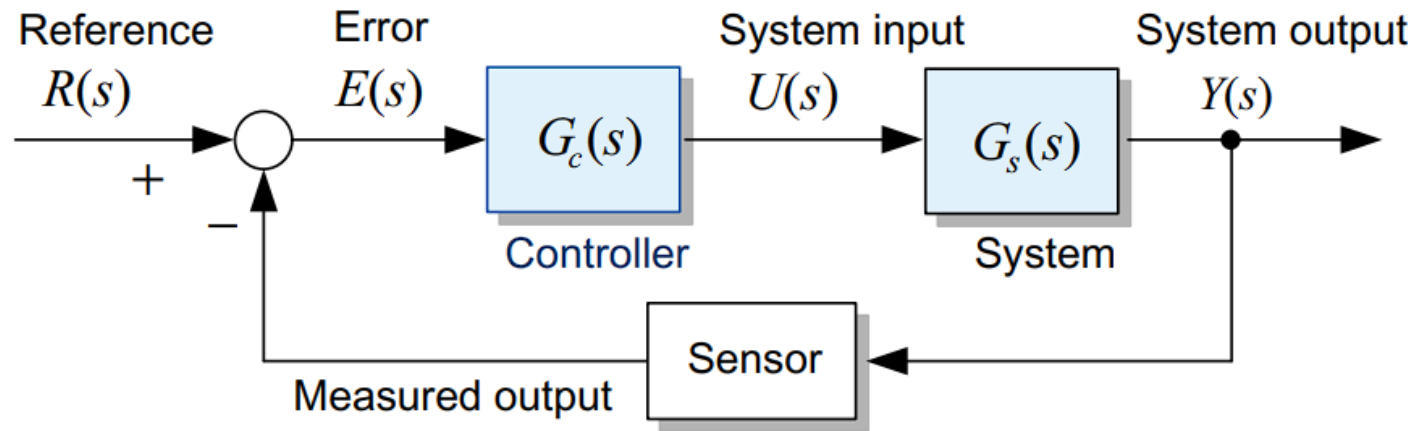 Reference
R(s)
+
−
Error
E(s)
G_c(s)
Controller
System input
U(s)
G_s(s)
System
System output
Y(s)
Sensor
Measured output